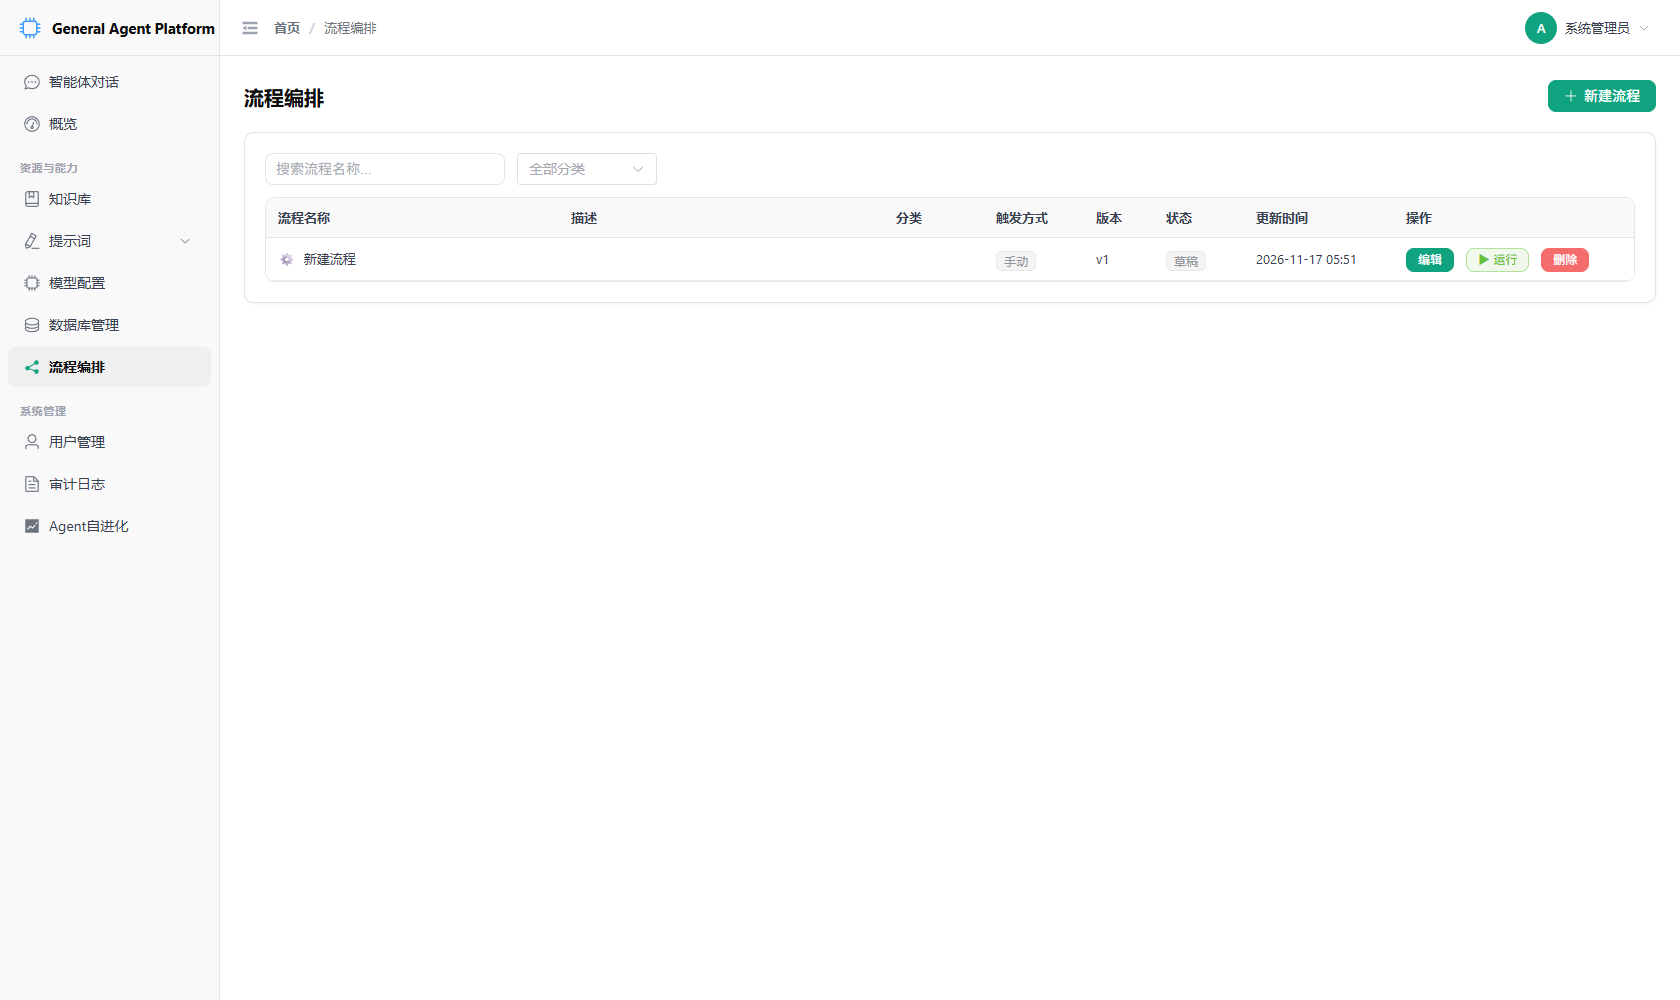 General Agent Platform
首页 / 流程编排
A 系统管理员
智能体对话
概览
资源与能力
知识库
提示词
模型配置
数据库管理
流程编排
系统管理
用户管理
审计日志
Agent自进化
流程编排
新建流程
搜索流程名称...
全部分类
流程名称 描述 分类 触发方式 版本 状态 更新时间 操作
新建流程 手动 v1 草稿 2026-11-17 05:51 编辑 运行 删除